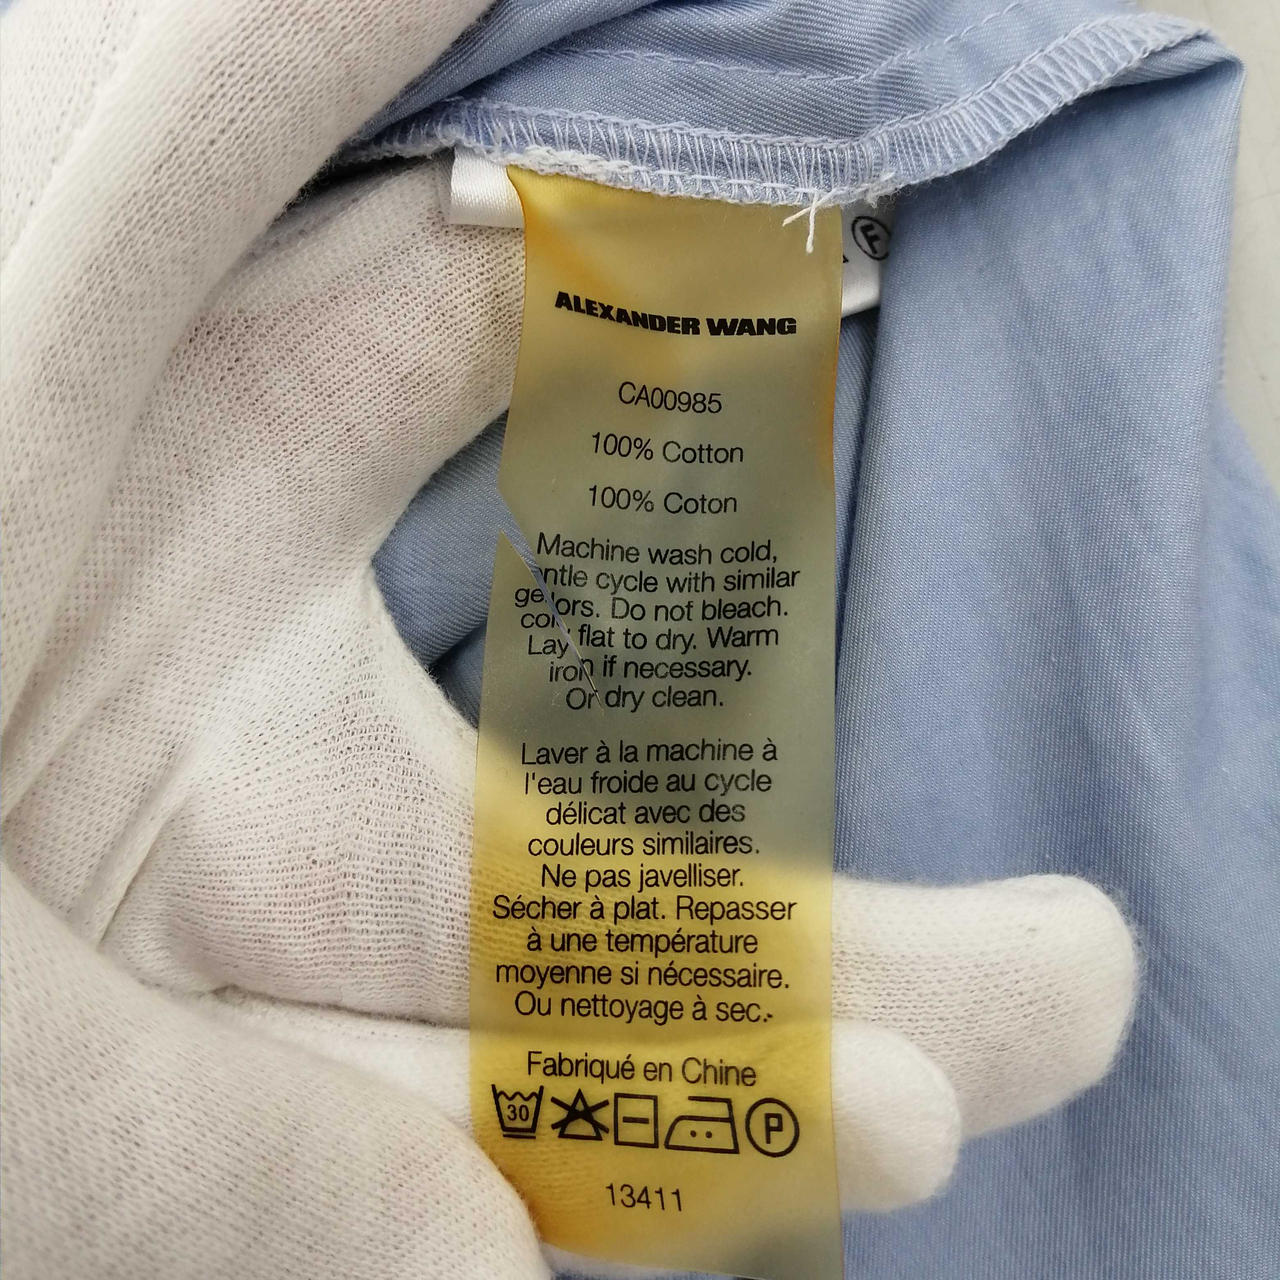 ALEXANDER WANG
CA00985
100% Cotton
100% Coton
Machine wash cold,
gentle cycle with similar
colors. Do not bleach.
Lay flat to dry. Warm
iron if necessary.
Or dry clean.
Laver à la machine à
l'eau froide au cycle
délicat avec des
couleurs similaires.
Ne pas javelliser.
Sécher à plat. Repasser
à une température
moyenne si nécessaire.
Ou nettoyage à sec.
Fabriqué en Chine
30
P
13411
F